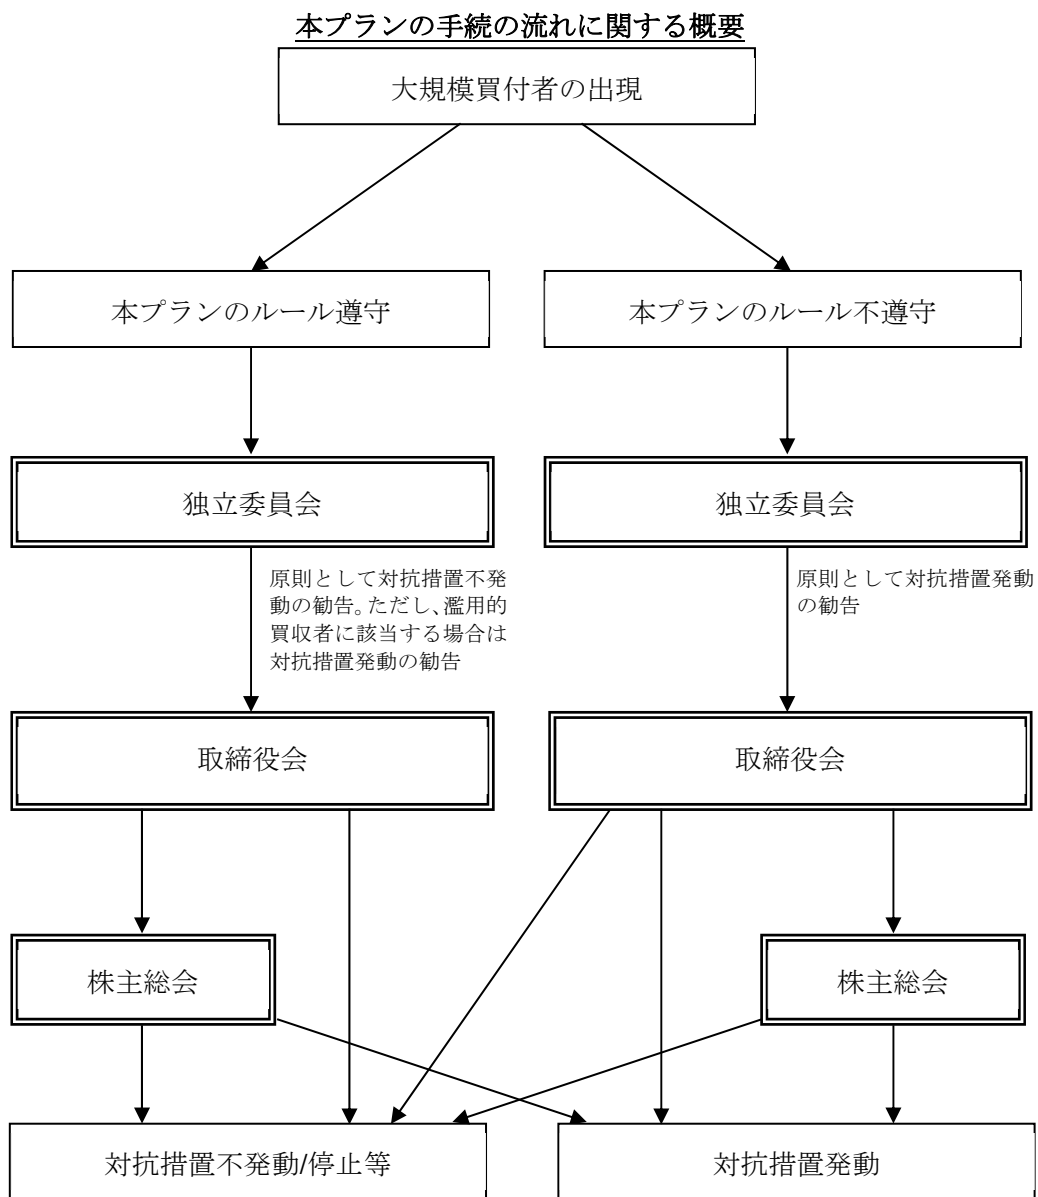 本プランの手続の流れに関する概要
大規模買付者の出現
本プランのルール遵守
本プランのルール不遵守
独立委員会
独立委員会
原則として対抗措置不発
動の勧告。ただし、濫用的
買収者に該当する場合は
対抗措置発動の勧告
原則として対抗措置発動
の勧告
取締役会
取締役会
株主総会
株主総会
対抗措置不発動/停止等
対抗措置発動